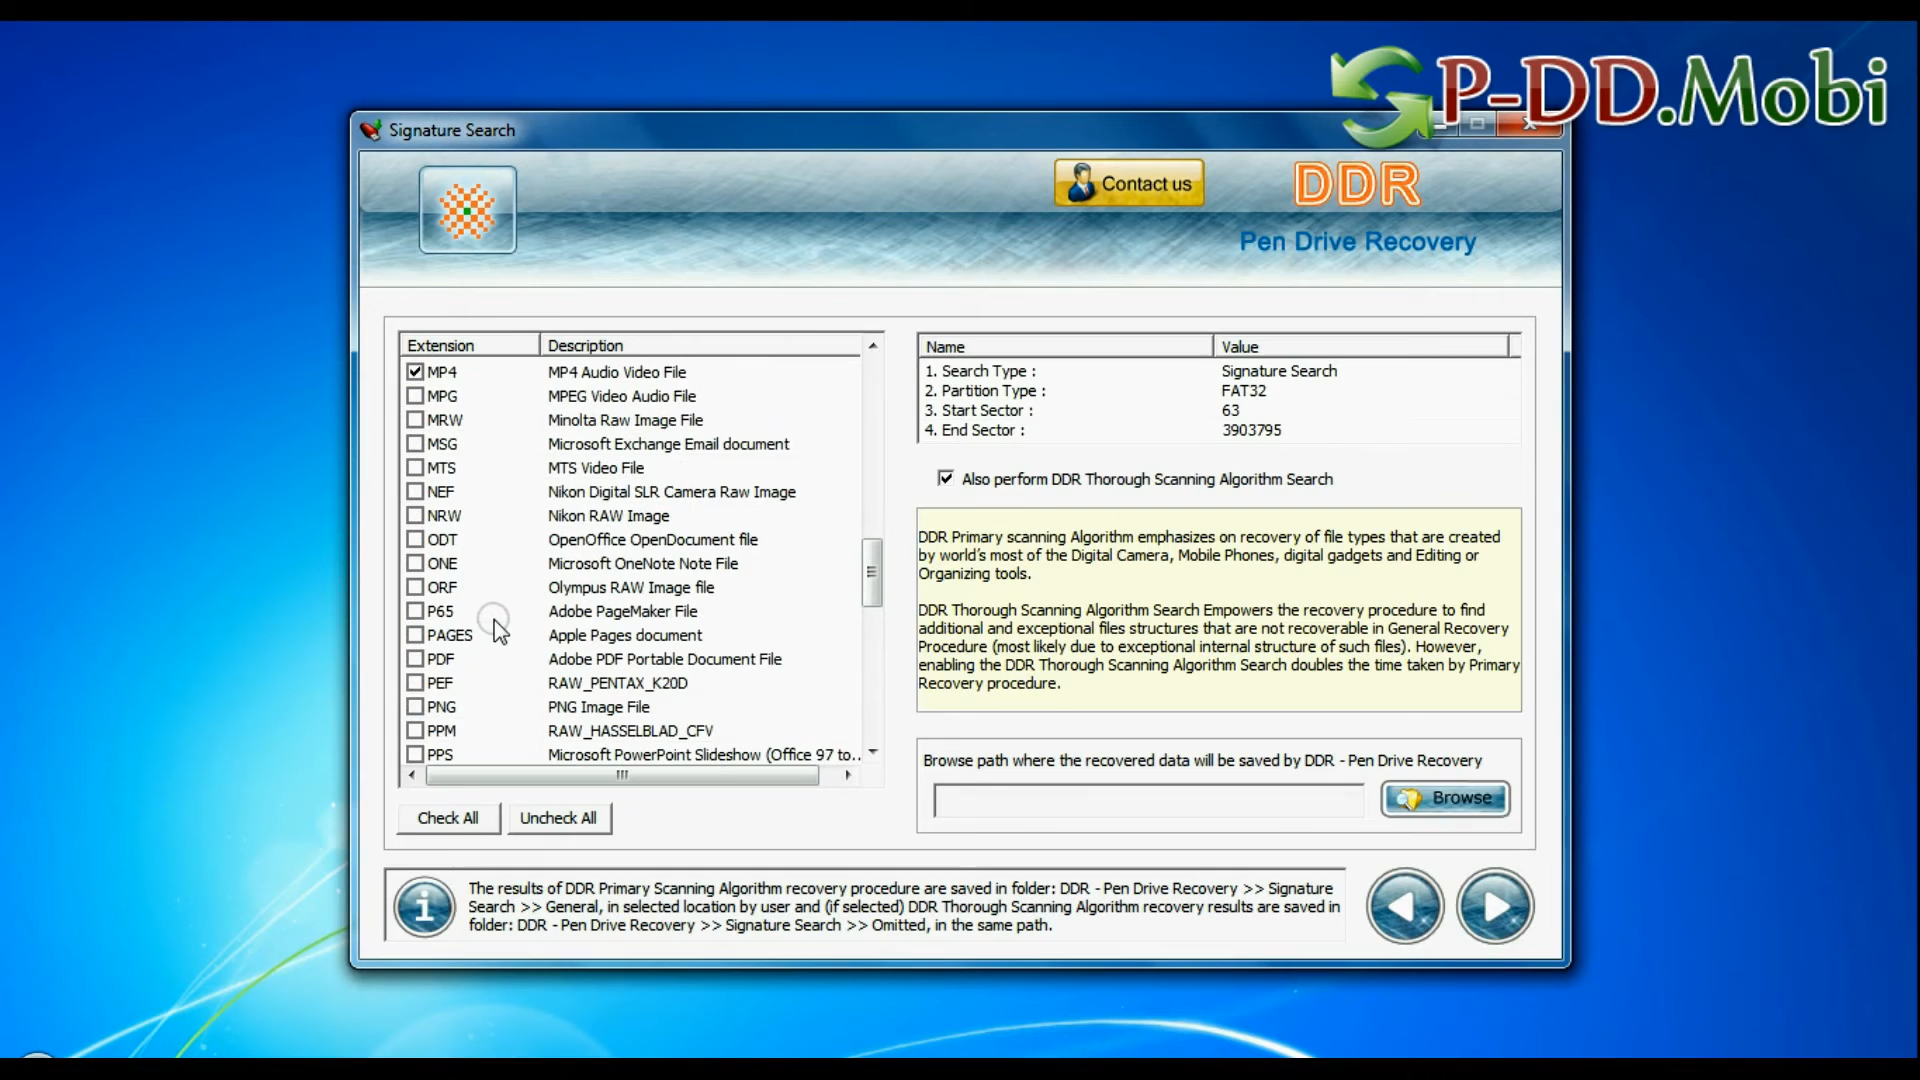 P-DD.Mobi
Signature Search
Contact us
DDR
Pen Drive Recovery
Extension Description
MP4 MP4 Audio Video File
MPG MPEG Video Audio File
MRW Minolta Raw Image File
MSG Microsoft Exchange Email document
MTS MTS Video File
NEF Nikon Digital SLR Camera Raw Image
NRW Nikon RAW Image
ODT OpenOffice OpenDocument file
ONE Microsoft OneNote Note File
ORF Olympus RAW Image file
P65 Adobe PageMaker File
PAGES Apple Pages document
PDF Adobe PDF Portable Document File
PEF RAW_PENTAX_K20D
PNG PNG Image File
PPM RAW_HASSELBLAD_CFV
PPS Microsoft PowerPoint Slideshow (Office 97 to..
Check All Uncheck All
Name Value
1. Search Type : Signature Search
2. Partition Type : FAT32
3. Start Sector : 63
4. End Sector : 3903795
Also perform DDR Thorough Scanning Algorithm Search
DDR Primary scanning Algorithm emphasizes on recovery of file types that are created
by world's most of the Digital Camera, Mobile Phones, digital gadgets and Editing or
Organizing tools.
DDR Thorough Scanning Algorithm Search Empowers the recovery procedure to find
additional and exceptional files structures that are not recoverable in General Recovery
Procedure (most likely due to exceptional internal structure of such files). However,
enabling the DDR Thorough Scanning Algorithm Search doubles the time taken by Primary
Recovery procedure.
Browse path where the recovered data will be saved by DDR - Pen Drive Recovery
Browse
The results of DDR Primary Scanning Algorithm recovery procedure are saved in folder: DDR - Pen Drive Recovery >> Signature
Search >> General, in selected location by user and (if selected) DDR Thorough Scanning Algorithm recovery results are saved in
folder: DDR - Pen Drive Recovery >> Signature Search >> Omitted, in the same path.